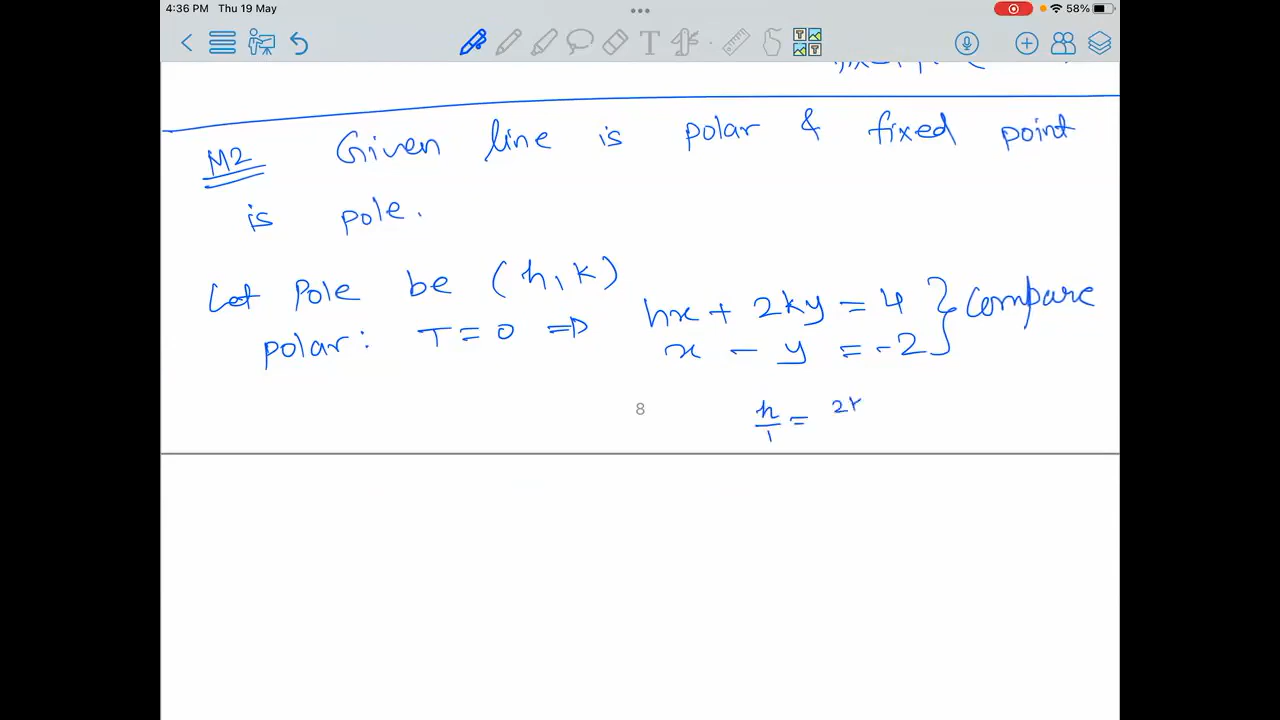 4:36 PM Thu 19 May
58%
M2 Given line is polar & fixed point
is pole.
Let Pole be (h, k)
polar: T = 0 ⇒ hx + 2ky = 4 } Compare
x - y = -2
8
h/1 = 2k